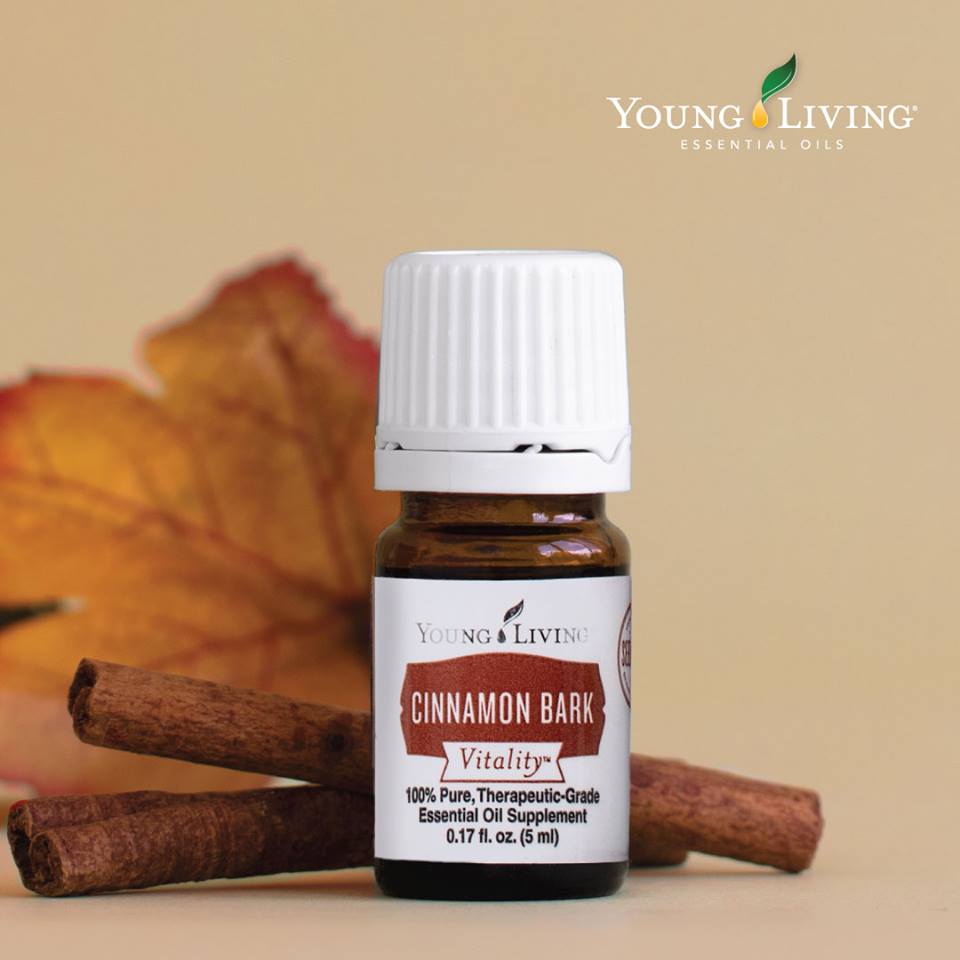 YOUNG LIVING®
ESSENTIAL OILS
YOUNG LIVING
CINNAMON BARK
Vitality™
100% Pure, Therapeutic-Grade
Essential Oil Supplement
0.17 fl. oz. (5 ml)